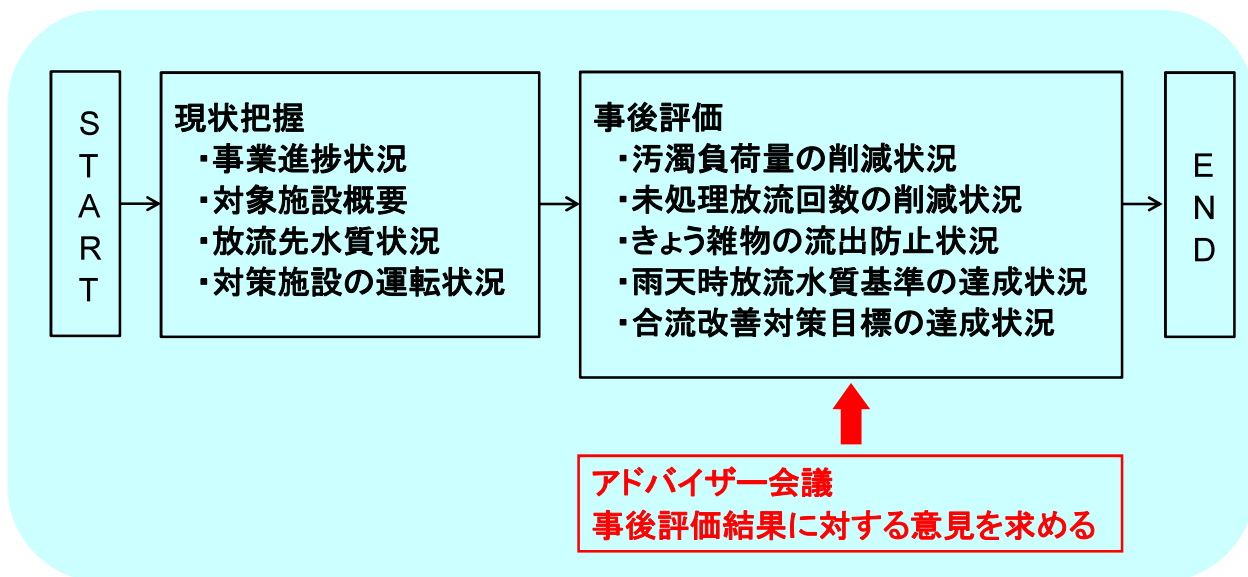 START
現状把握
・事業進捗状況
・対象施設概要
・放流先水質状況
・対策施設の運転状況
事後評価
・汚濁負荷量の削減状況
・未処理放流回数の削減状況
・きょう雑物の流出防止状況
・雨天時放流水質基準の達成状況
・合流改善対策目標の達成状況
END
アドバイザー会議
事後評価結果に対する意見を求める